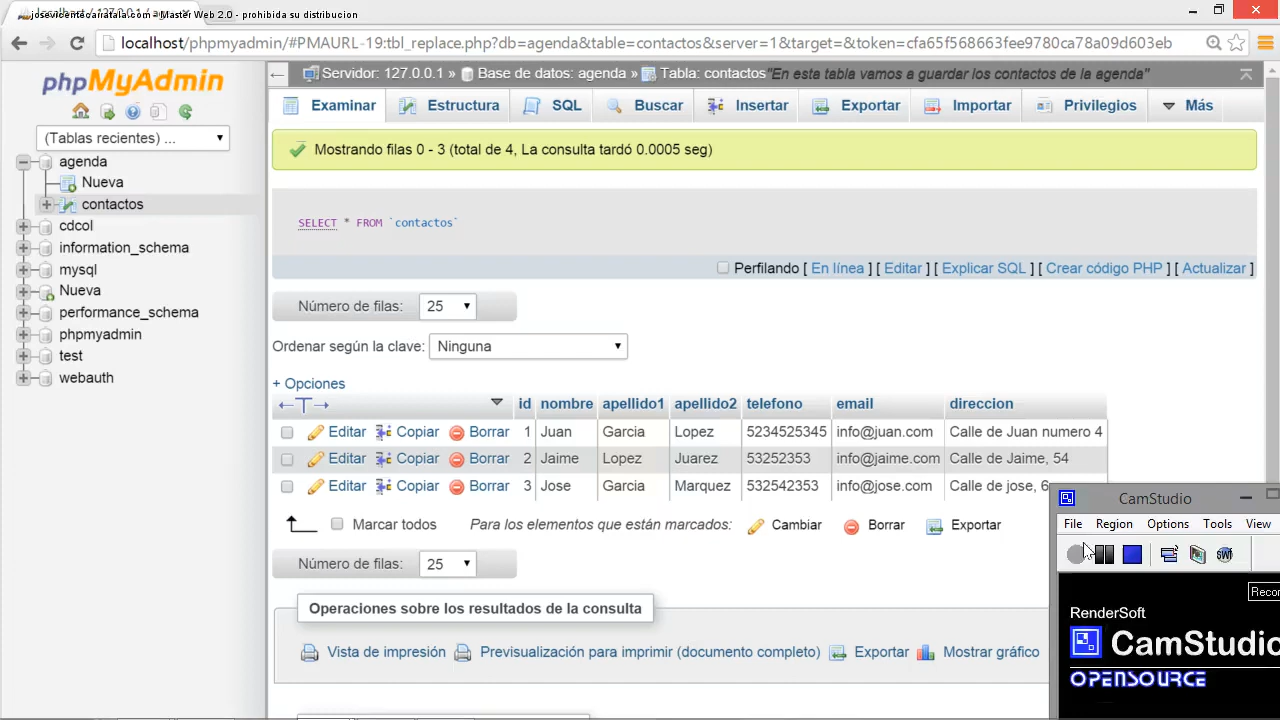 josevicentecarratala.com - Master Web 2.0 - prohibida su distribucion
localhost/phpmyadmin/#PMAURL-19:tbl_replace.php?db=agenda&table=contactos&server=1&target=&token=cfa65f568663fee9780ca78a09d603eb
phpMyAdmin
(Tablas recientes) ...
agenda
Nueva
contactos
cdcol
information_schema
mysql
Nueva
performance_schema
phpmyadmin
test
webauth
Servidor: 127.0.0.1 » Base de datos: agenda » Tabla: contactos "En esta tabla vamos a guardar los contactos de la agenda"
Examinar Estructura SQL Buscar Insertar Exportar Importar Privilegios Más
Mostrando filas 0 - 3 (total de 4, La consulta tardó 0.0005 seg)
SELECT * FROM `contactos`
Perfilando [ En línea ] [ Editar ] [ Explicar SQL ] [ Crear código PHP ] [ Actualizar ]
Número de filas: 25
Ordenar según la clave: Ninguna
+ Opciones
id nombre apellido1 apellido2 telefono email direccion
Editar Copiar Borrar 1 Juan Garcia Lopez 5234525345 info@juan.com Calle de Juan numero 4
Editar Copiar Borrar 2 Jaime Lopez Juarez 53252353 info@jaime.com Calle de Jaime, 54
Editar Copiar Borrar 3 Jose Garcia Marquez 532542353 info@jose.com Calle de jose, 6
Marcar todos Para los elementos que están marcados: Cambiar Borrar Exportar
Número de filas: 25
Operaciones sobre los resultados de la consulta
Vista de impresión Previsualización para imprimir (documento completo) Exportar Mostrar gráfico
CamStudio
File Region Options Tools View
Recor
RenderSoft
CamStudio
OPENSOURCE